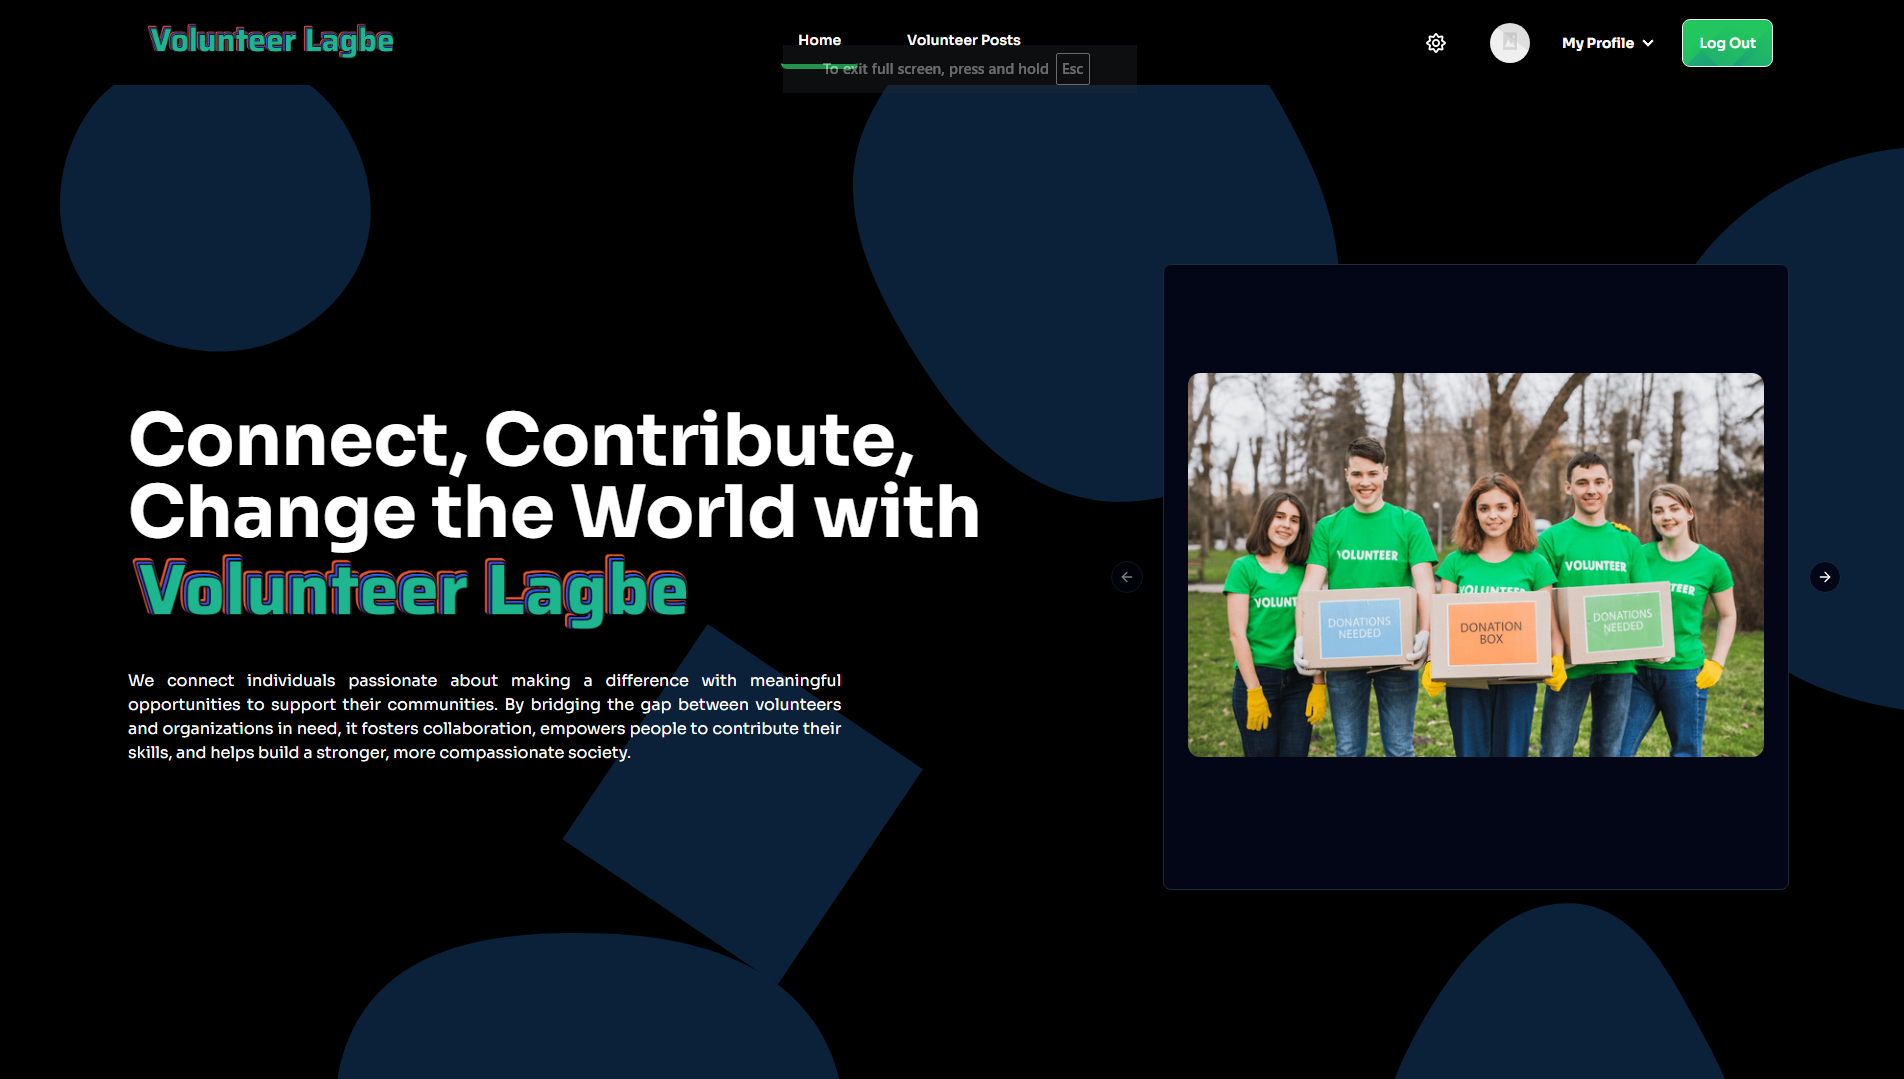 Volunteer Lagbe
Home
Volunteer Posts
My Profile
Log Out
To exit full screen, press and hold Esc
Connect, Contribute,
Change the World with
Volunteer Lagbe
We connect individuals passionate about making a difference with meaningful
opportunities to support their communities. By bridging the gap between volunteers
and organizations in need, it fosters collaboration, empowers people to contribute their
skills, and helps build a stronger, more compassionate society.
VOLUNTEER
VOLUNTEER
DONATIONS
NEEDED
DONATION
BOX
DONATIONS
NEEDED